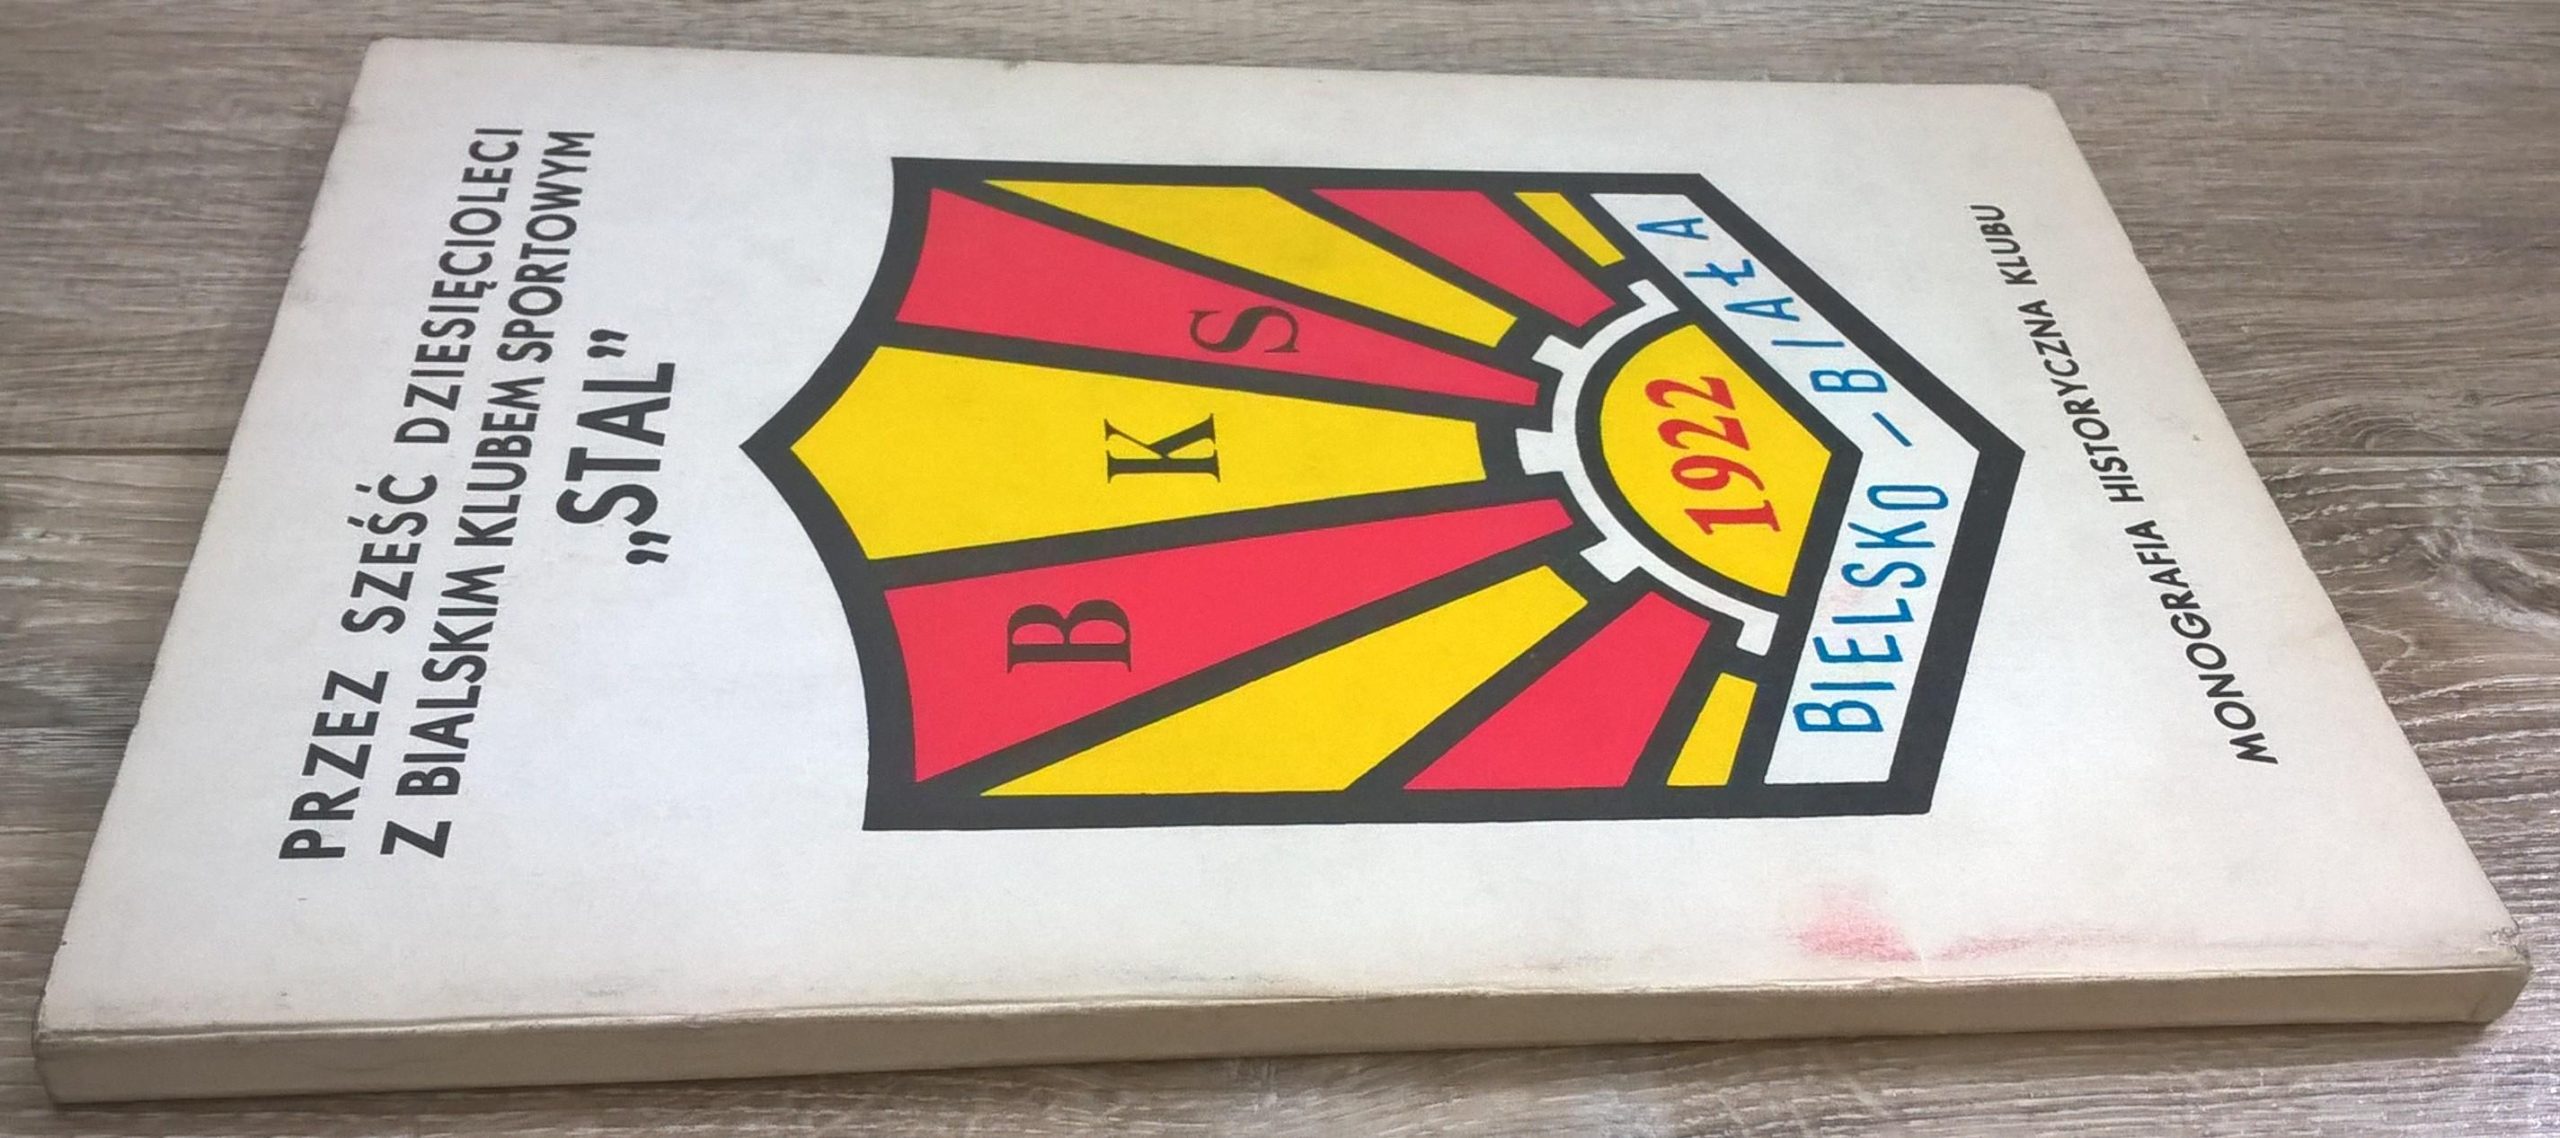 PRZEZ SZEŚĆ DZIESIĘCIOLECI
Z BIALSKIM KLUBEM SPORTOWYM
„STAL”
B K S
1922
BIELSKO - BIAŁA
MONOGRAFIA HISTORYCZNA KLUBU